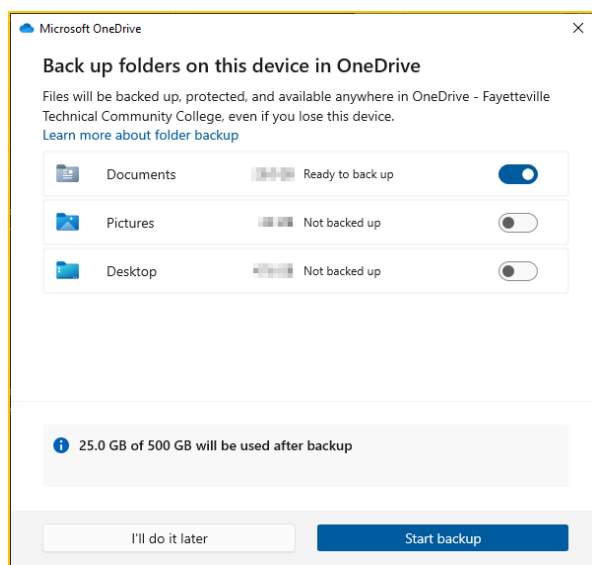 Microsoft OneDrive
Back up folders on this device in OneDrive
Files will be backed up, protected, and available anywhere in OneDrive - Fayetteville
Technical Community College, even if you lose this device.
Learn more about folder backup
Documents Ready to back up
Pictures Not backed up
Desktop Not backed up
25.0 GB of 500 GB will be used after backup
I'll do it later Start backup